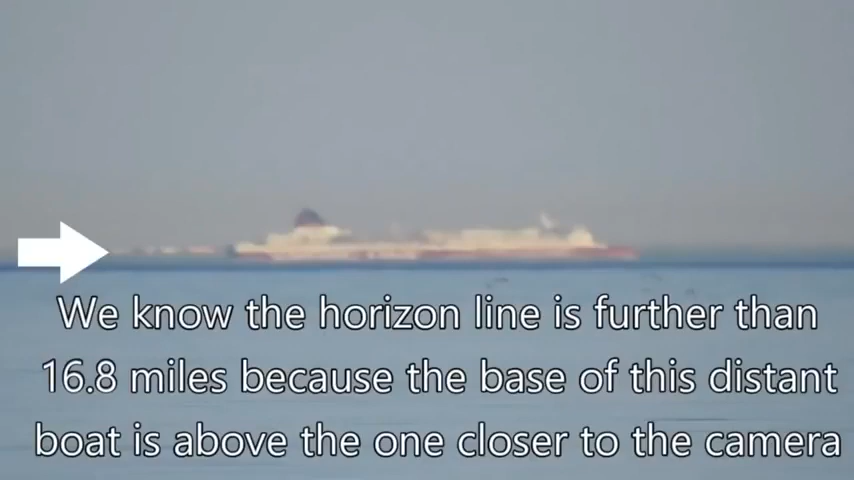 We know the horizon line is further than
16.8 miles because the base of this distant
boat is above the one closer to the camera